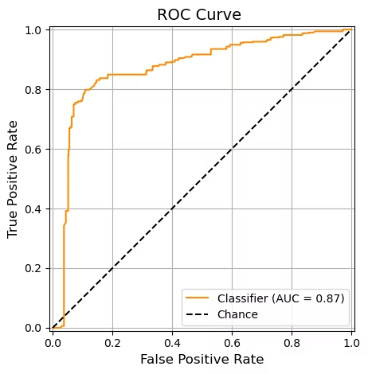 ROC Curve
1.0
0.8
0.6
0.4
0.2
0.0
True Positive Rate
Classifier (AUC = 0.87)
Chance
0.0 0.2 0.4 0.6 0.8 1.0
False Positive Rate